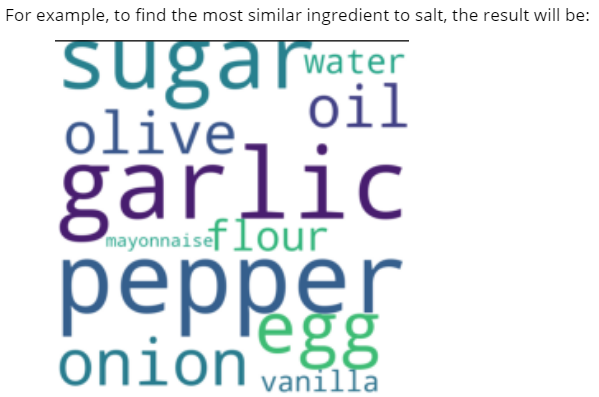 For example, to find the most similar ingredient to salt, the result will be:
sugar
water
oil
olive
garlic
mayonnaise
flour
pepper
egg
onion
vanilla